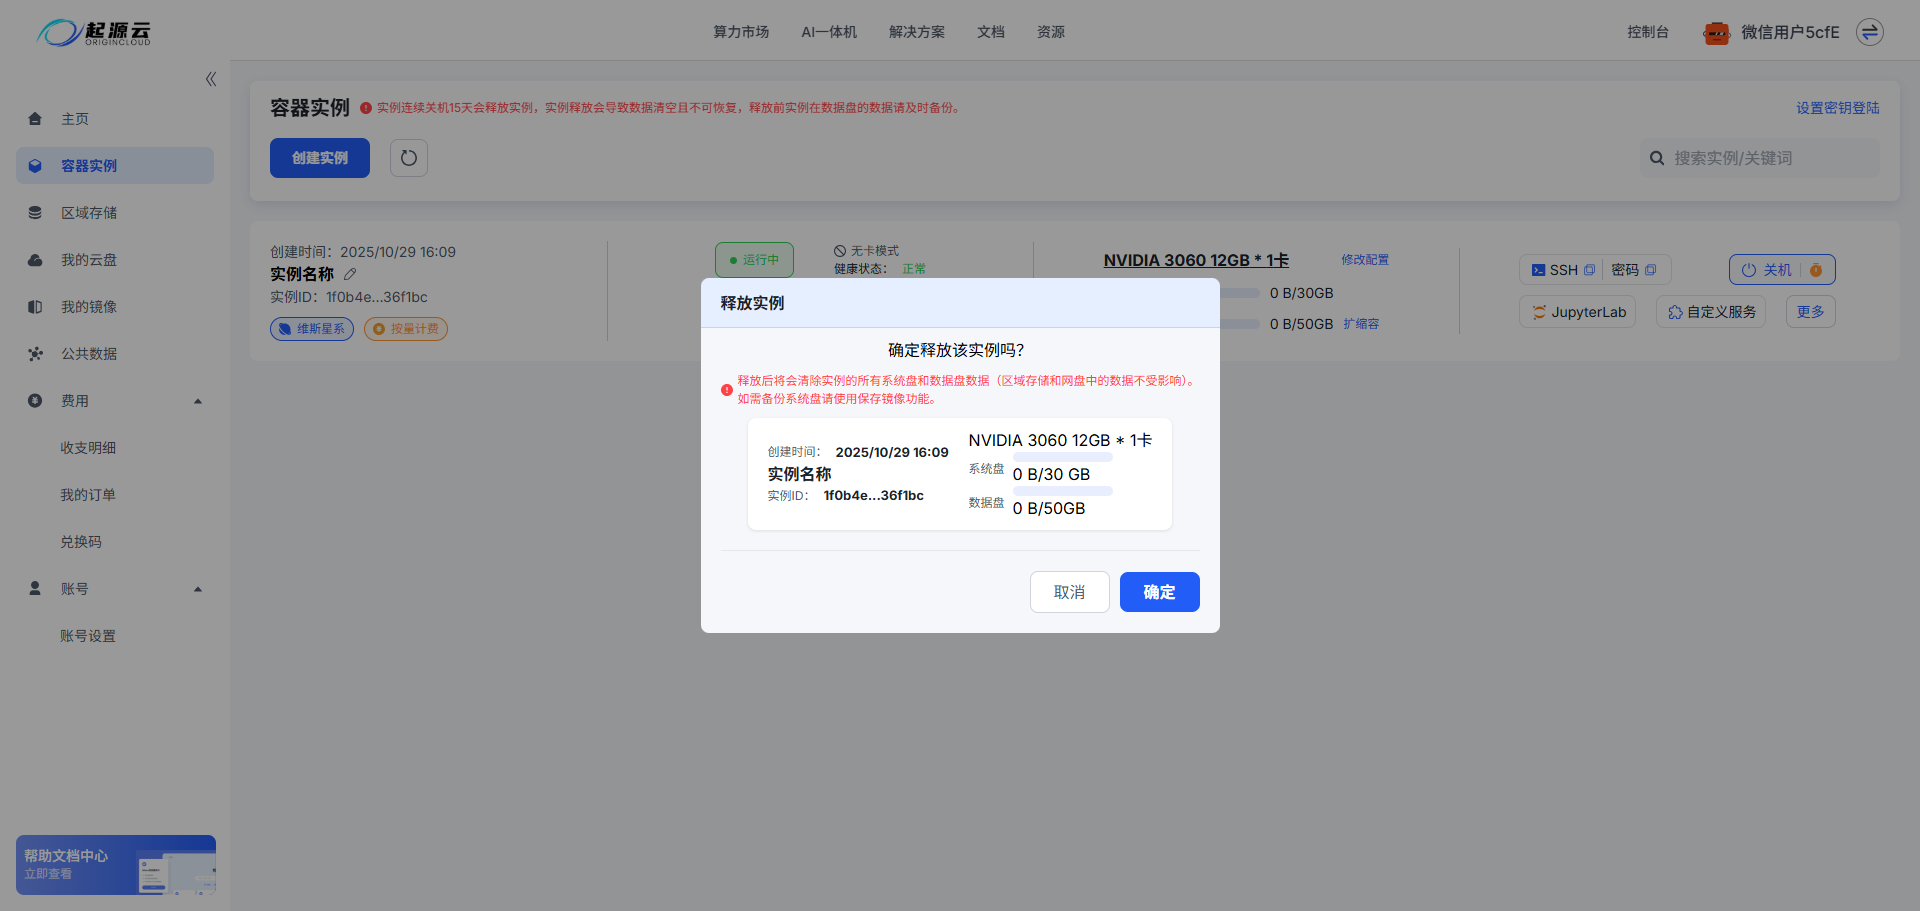 起源云
ORIGINCLOUD
算力市场
AI一体机
解决方案
文档
资源
控制台
微信用户5cfE
主页
容器实例
区域存储
我的云盘
我的镜像
公共数据
费用
收支明细
我的订单
兑换码
账号
账号设置
帮助文档中心
立即查看
容器实例
实例连续关机15天会释放实例，实例释放会导致数据清空且不可恢复，释放前实例在数据盘的数据请及时备份。
设置密钥登陆
创建实例
搜索实例/关键词
创建时间：2025/10/29 16:09
实例名称
实例ID：1f0b4e...36f1bc
维斯星系
按量计费
运行中
无卡模式
健康状态： 正常
NVIDIA 3060 12GB * 1卡
修改配置
0 B/30GB
0 B/50GB
扩缩容
SSH
密码
关机
JupyterLab
自定义服务
更多
释放实例
确定释放该实例吗？
释放后将会清除实例的所有系统盘和数据盘数据（区域存储和网盘中的数据不受影响）。
如需备份系统盘请使用保存镜像功能。
创建时间： 2025/10/29 16:09
实例名称
实例ID： 1f0b4e...36f1bc
NVIDIA 3060 12GB * 1卡
系统盘
0 B/30 GB
数据盘
0 B/50GB
取消
确定